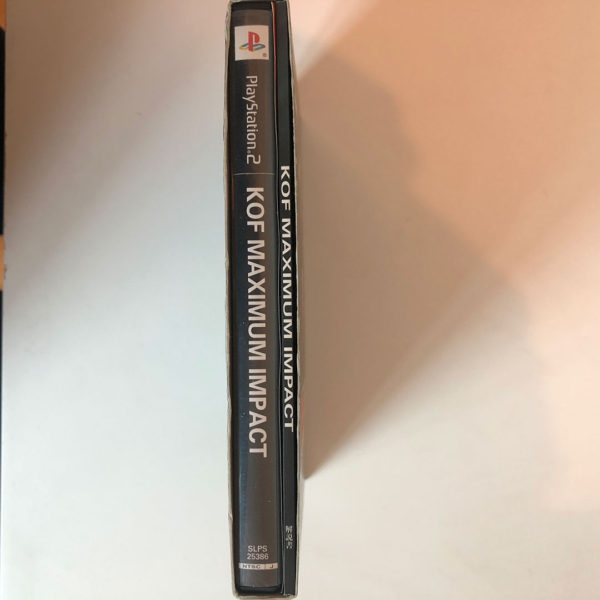 PlayStation.2
KOF MAXIMUM IMPACT
SLPS
25386
NTSC J
KOF MAXIMUM IMPACT
解説書